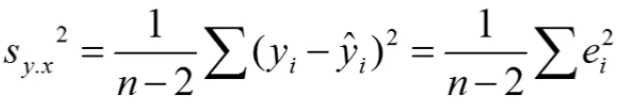 s_{y.x}^2 = \frac{1}{n-2} \sum (y_i - \hat{y}_i)^2 = \frac{1}{n-2} \sum e_i^2